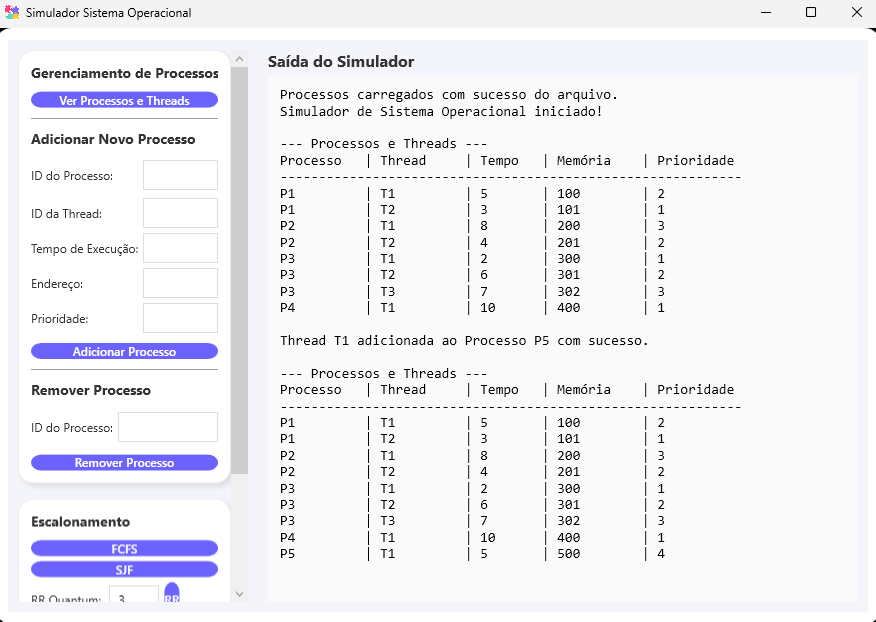 Simulador Sistema Operacional
Gerenciamento de Processos
Ver Processos e Threads
Adicionar Novo Processo
ID do Processo:
ID da Thread:
Tempo de Execução:
Endereço:
Prioridade:
Adicionar Processo
Remover Processo
ID do Processo:
Remover Processo
Escalonamento
FCFS
SJF
RR Quantum: 3 RR
Saída do Simulador
Processos carregados com sucesso do arquivo.
Simulador de Sistema Operacional iniciado!
--- Processos e Threads ---
Processo | Thread | Tempo | Memória | Prioridade
------------------------------------------------------------
P1 | T1 | 5 | 100 | 2
P1 | T2 | 3 | 101 | 1
P2 | T1 | 8 | 200 | 3
P2 | T2 | 4 | 201 | 2
P3 | T1 | 2 | 300 | 1
P3 | T2 | 6 | 301 | 2
P3 | T3 | 7 | 302 | 3
P4 | T1 | 10 | 400 | 1
Thread T1 adicionada ao Processo P5 com sucesso.
--- Processos e Threads ---
Processo | Thread | Tempo | Memória | Prioridade
------------------------------------------------------------
P1 | T1 | 5 | 100 | 2
P1 | T2 | 3 | 101 | 1
P2 | T1 | 8 | 200 | 3
P2 | T2 | 4 | 201 | 2
P3 | T1 | 2 | 300 | 1
P3 | T2 | 6 | 301 | 2
P3 | T3 | 7 | 302 | 3
P4 | T1 | 10 | 400 | 1
P5 | T1 | 5 | 500 | 4